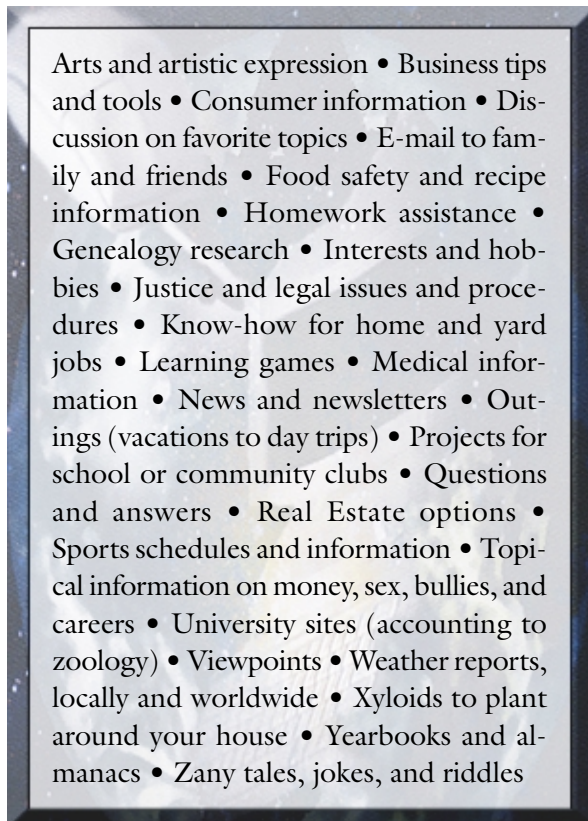 Arts and artistic expression • Business tips
and tools • Consumer information • Dis-
cussion on favorite topics • E-mail to fam-
ily and friends • Food safety and recipe
information • Homework assistance •
Genealogy research • Interests and hob-
bies • Justice and legal issues and proce-
dures • Know-how for home and yard
jobs • Learning games • Medical infor-
mation • News and newsletters • Out-
ings (vacations to day trips) • Projects for
school or community clubs • Questions
and answers • Real Estate options •
Sports schedules and information • Topi-
cal information on money, sex, bullies, and
careers • University sites (accounting to
zoology) • Viewpoints • Weather reports,
locally and worldwide • Xyloids to plant
around your house • Yearbooks and al-
manacs • Zany tales, jokes, and riddles